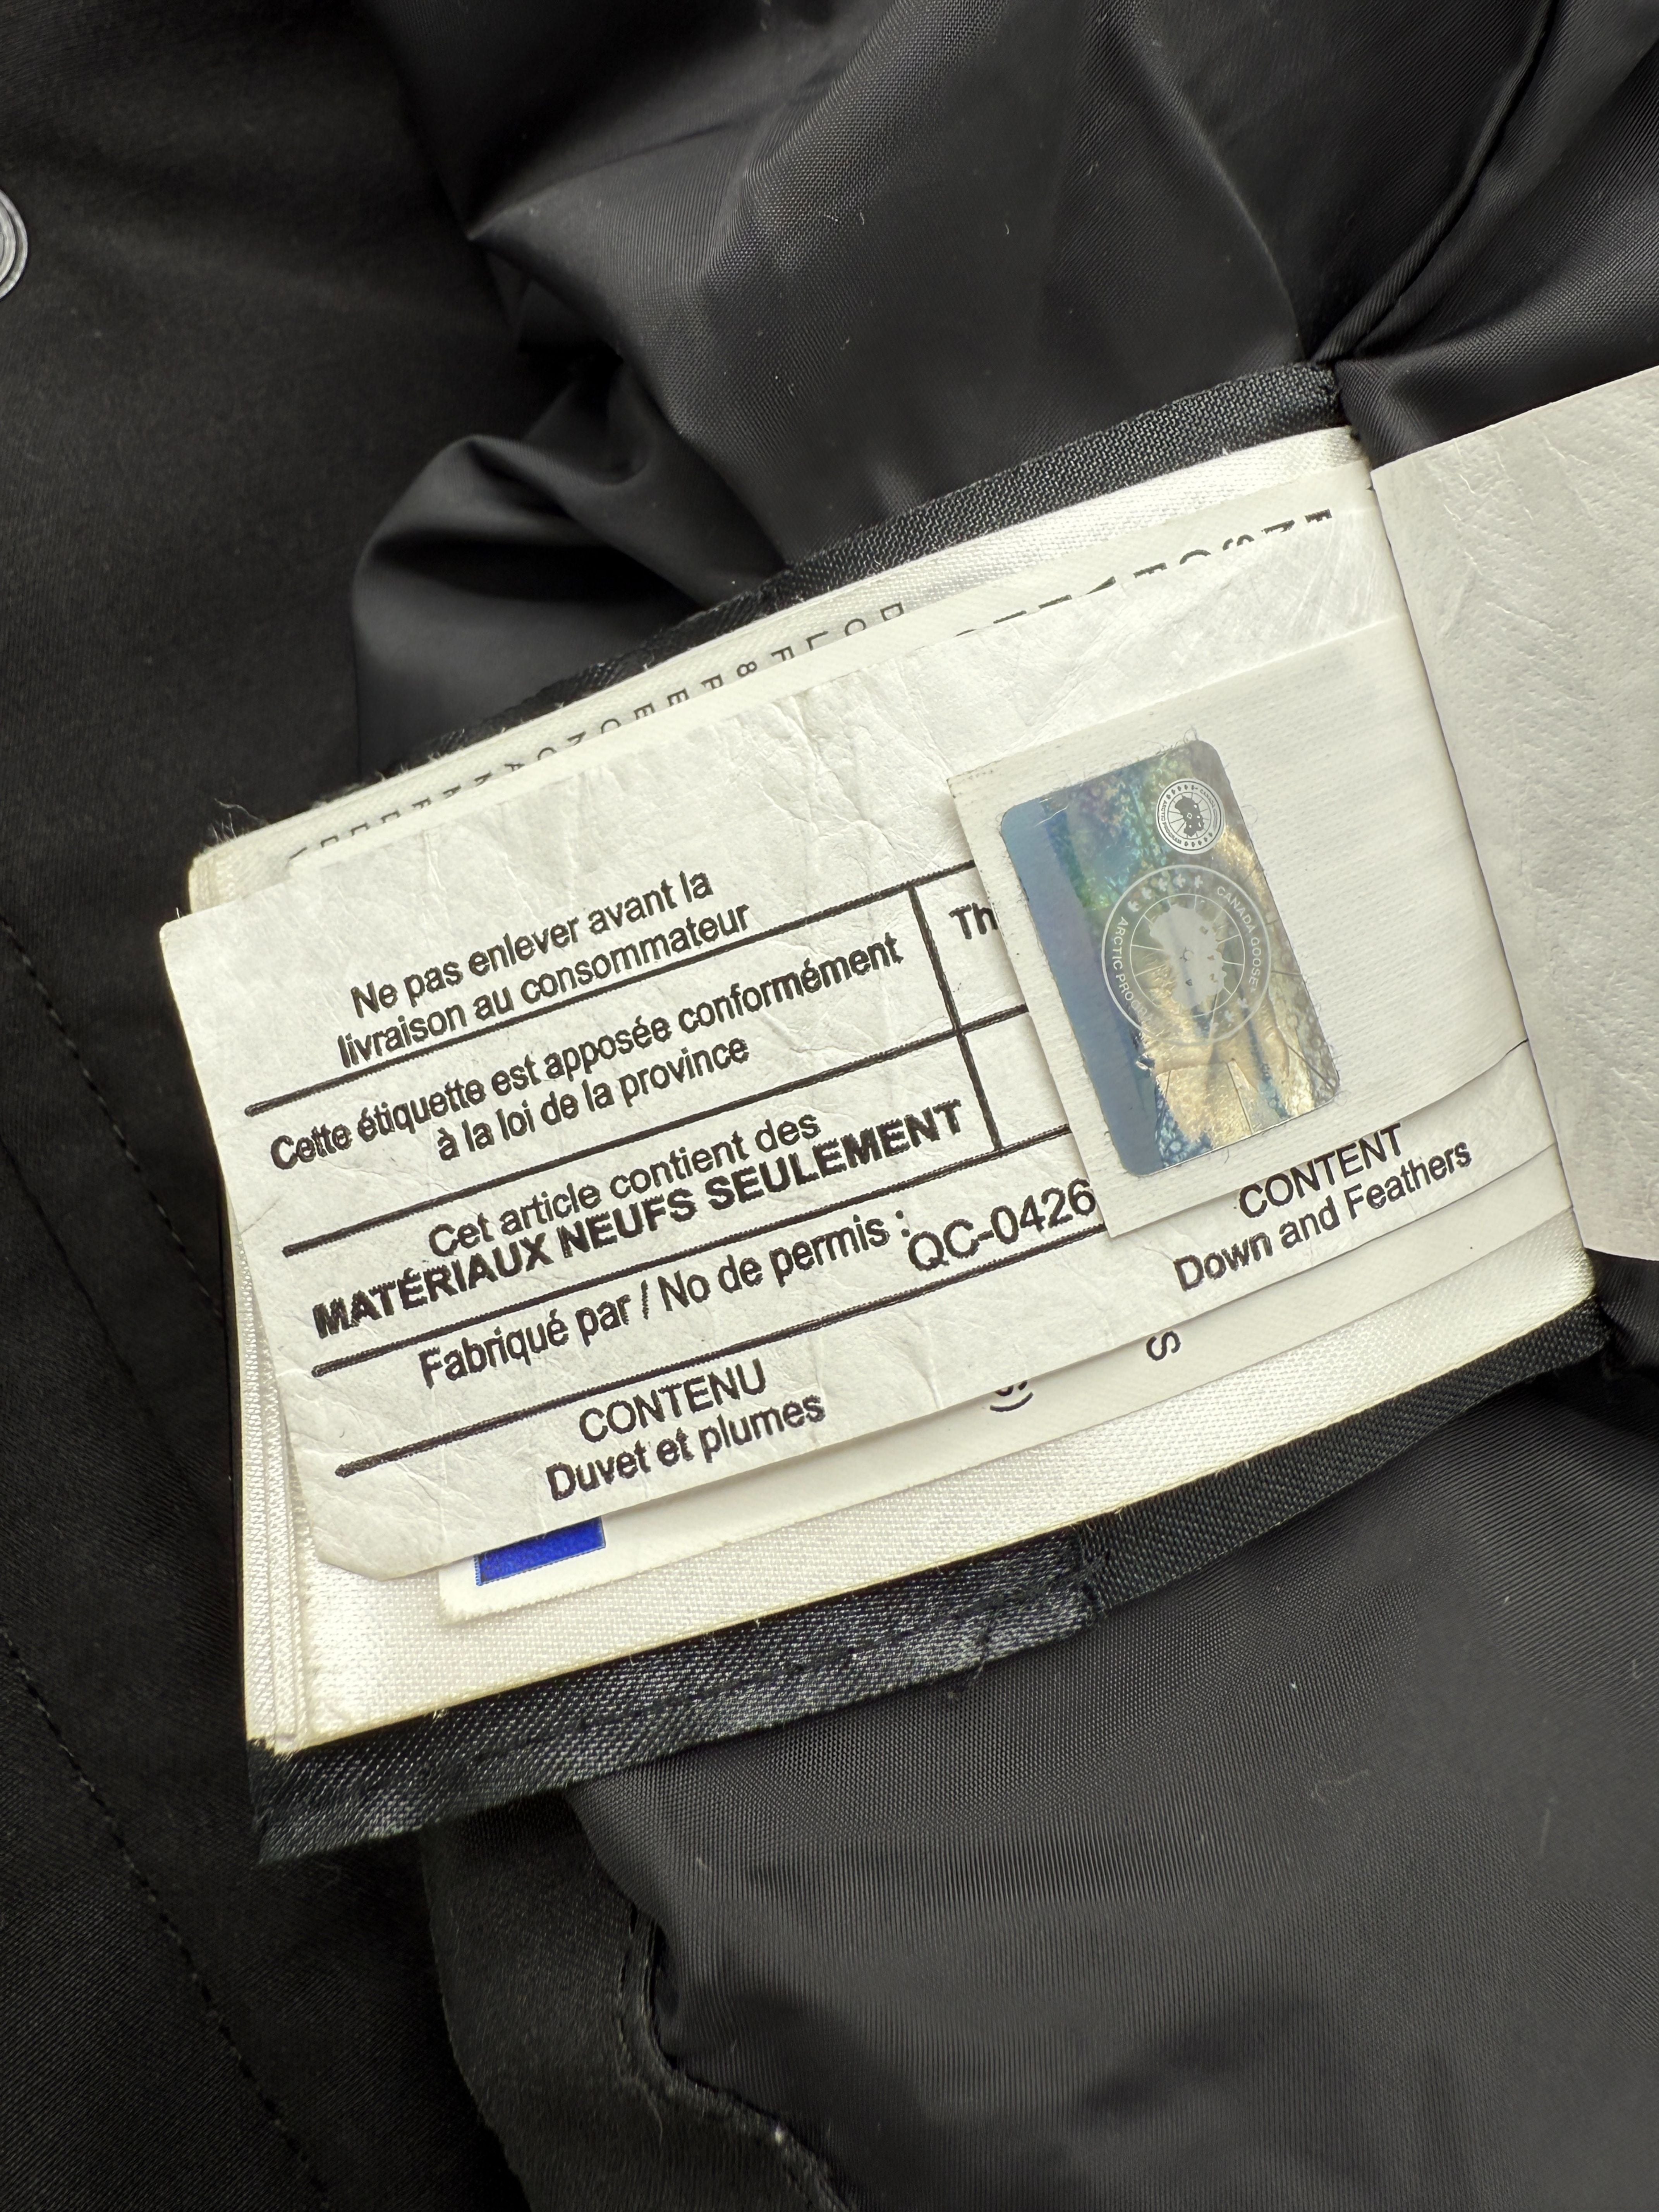 Ne pas enlever avant la
livraison au consommateur
Cette étiquette est apposée conformément
à la loi de la province
Th
Cet article contient des
MATÉRIAUX NEUFS SEULEMENT
Fabriqué par / No de permis :
QC-0426
CONTENU
Duvet et plumes
CANADA GOOSE
ARCTIC PROG
CONTENT
Down and Feathers
S